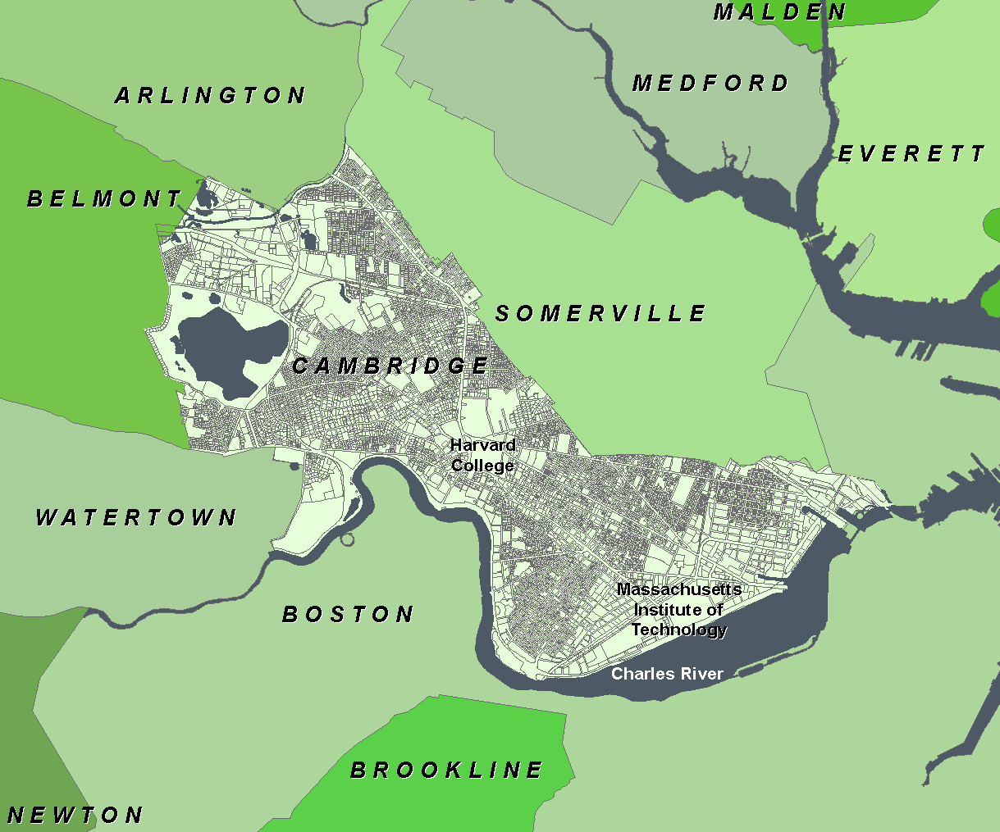 MALDEN
MEDFORD
ARLINGTON
EVERETT
BELMONT
SOMERVILLE
CAMBRIDGE
Harvard
College
WATERTOWN
Massachusetts
Institute of
Technology
BOSTON
Charles River
BROOKLINE
NEWTON